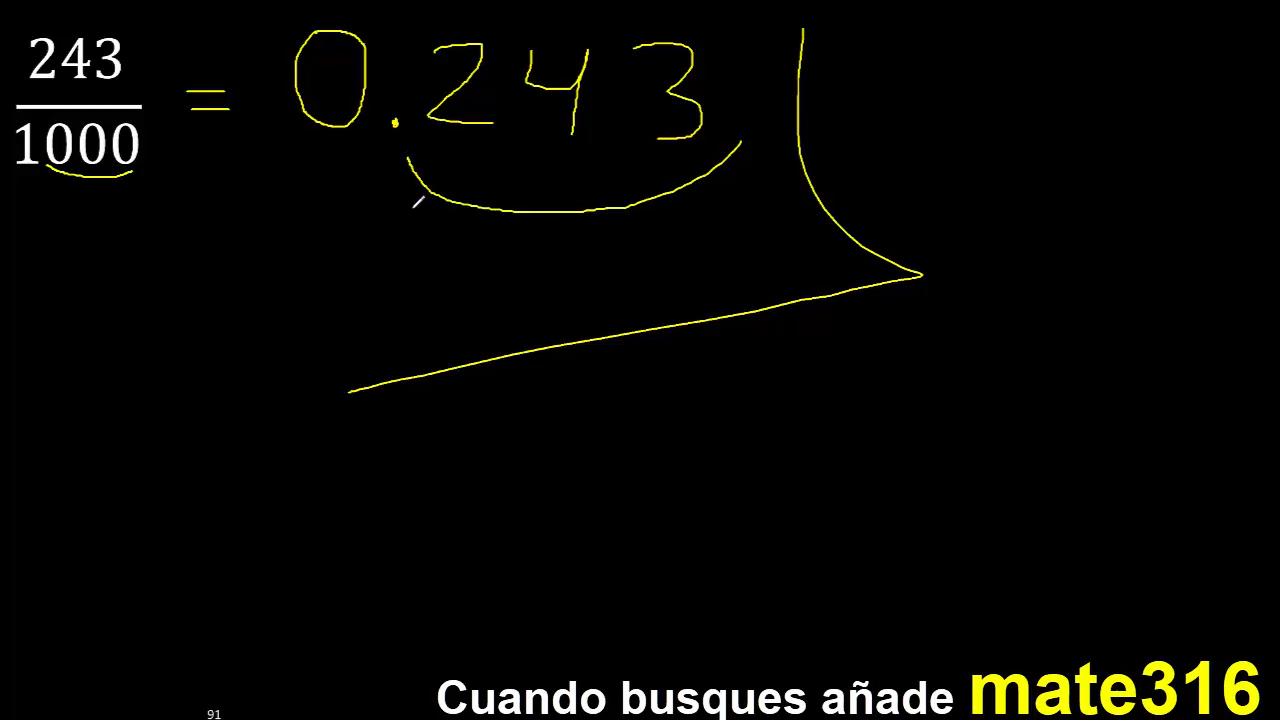 243
1000
= 0.243
91
Cuando busques añade mate316